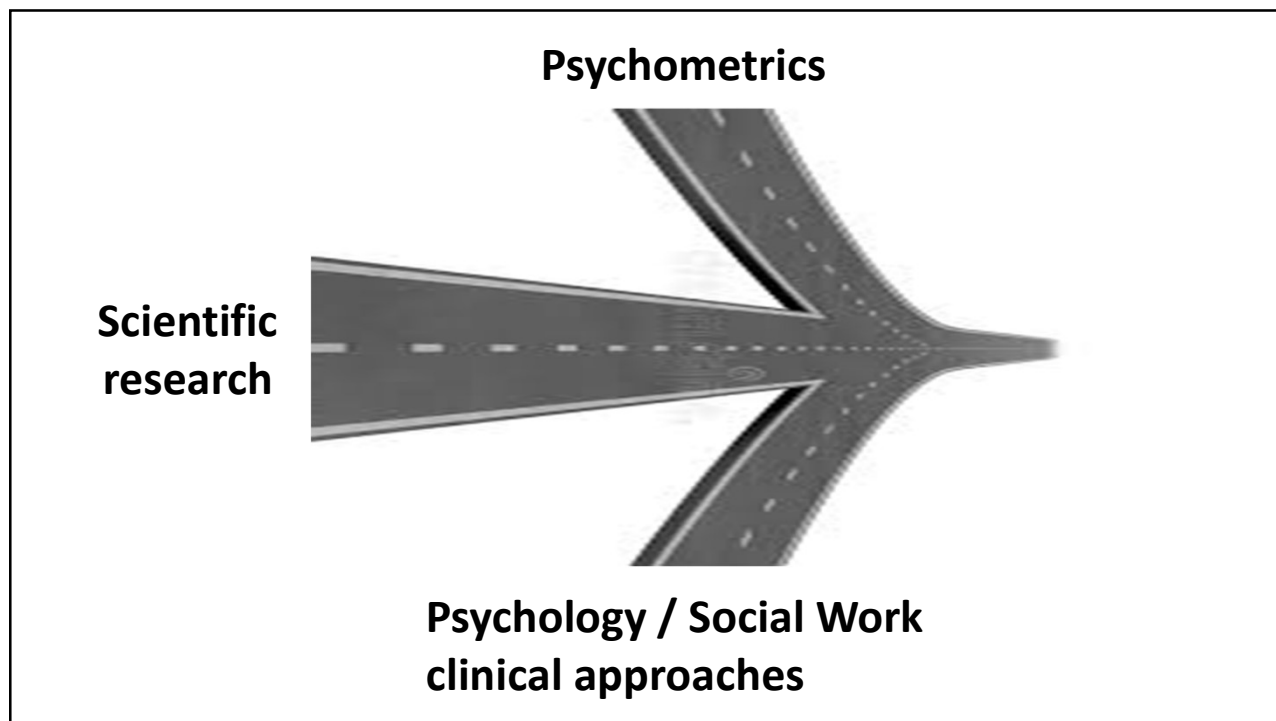 Psychometrics
Scientific
research
Psychology / Social Work
clinical approaches